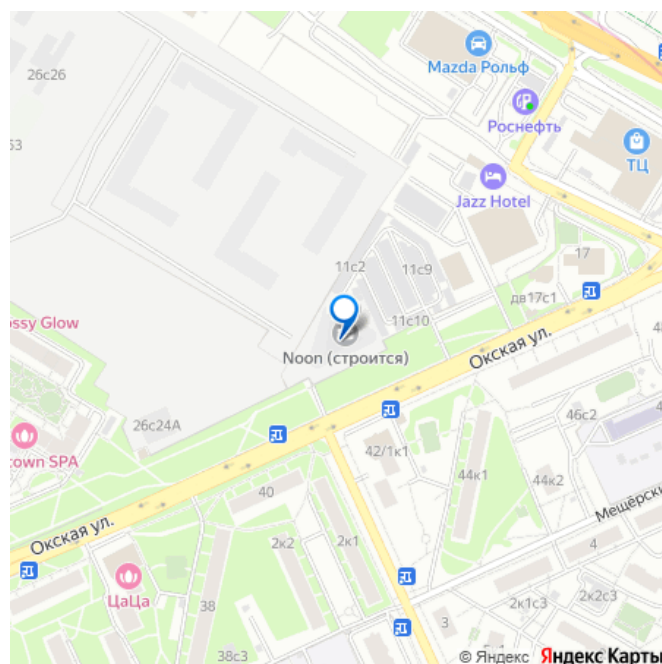 26с26
Mazda Рольф
Роснефть
53
ТЦ
Jazz Hotel
17
11с2
11с9
дв17с1
ossy Glow
11с10
Noon (строится)
Окская ул.
46с2
26с24А
town SPA
42/1к1
44к1
44к2
Мещёрски
40
Окская ул.
2к2
2к1
4
ЦаЦа
38
2к1с3
2к2с3
3
38с3
© Яндекс Яндекс Карты